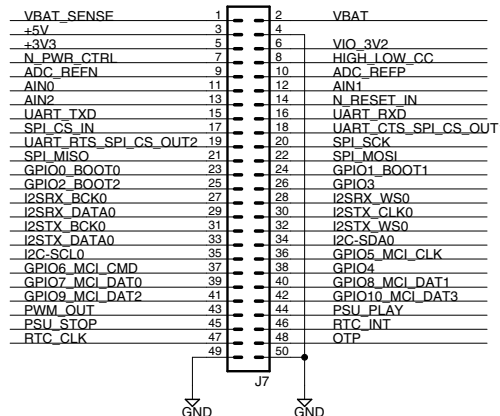 VBAT_SENSE 1 2 VBAT
+5V 3 4
+3V3 5 6 VIO_3V2
N_PWR_CTRL 7 8 HIGH_LOW_CC
ADC_REFN 9 10 ADC_REFP
AIN0 11 12 AIN1
AIN2 13 14 N_RESET_IN
UART_TXD 15 16 UART_RXD
SPI_CS_IN 17 18 UART_CTS_SPI_CS_OUT
UART_RTS_SPI_CS_OUT2 19 20 SPI_SCK
SPI_MISO 21 22 SPI_MOSI
GPIO0_BOOT0 23 24 GPIO1_BOOT1
GPIO2_BOOT2 25 26 GPIO3
I2SRX_BCK0 27 28 I2SRX_WS0
I2SRX_DATA0 29 30 I2STX_CLK0
I2STX_BCK0 31 32 I2STX_WS0
I2STX_DATA0 33 34 I2C-SDA0
I2C-SCL0 35 36 GPIO5_MCI_CLK
GPIO6_MCI_CMD 37 38 GPIO4
GPIO7_MCI_DAT0 39 40 GPIO8_MCI_DAT1
GPIO9_MCI_DAT2 41 42 GPIO10_MCI_DAT3
PWM_OUT 43 44 PSU_PLAY
PSU_STOP 45 46 RTC_INT
RTC_CLK 47 48 OTP
49 50
J7
GND GND